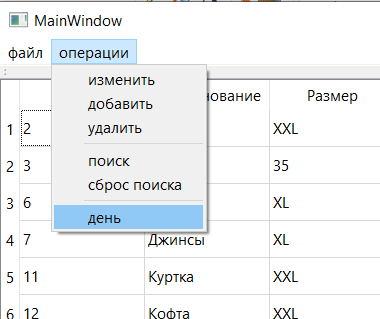 MainWindow
файл операции
изменить
нование Размер
добавить
1 2 XXL
удалить
поиск
2 3 35
сброс поиска
3 6 XL
день
4 7 Джинсы XL
5 11 Куртка XXL
6 12 Кофта XXL